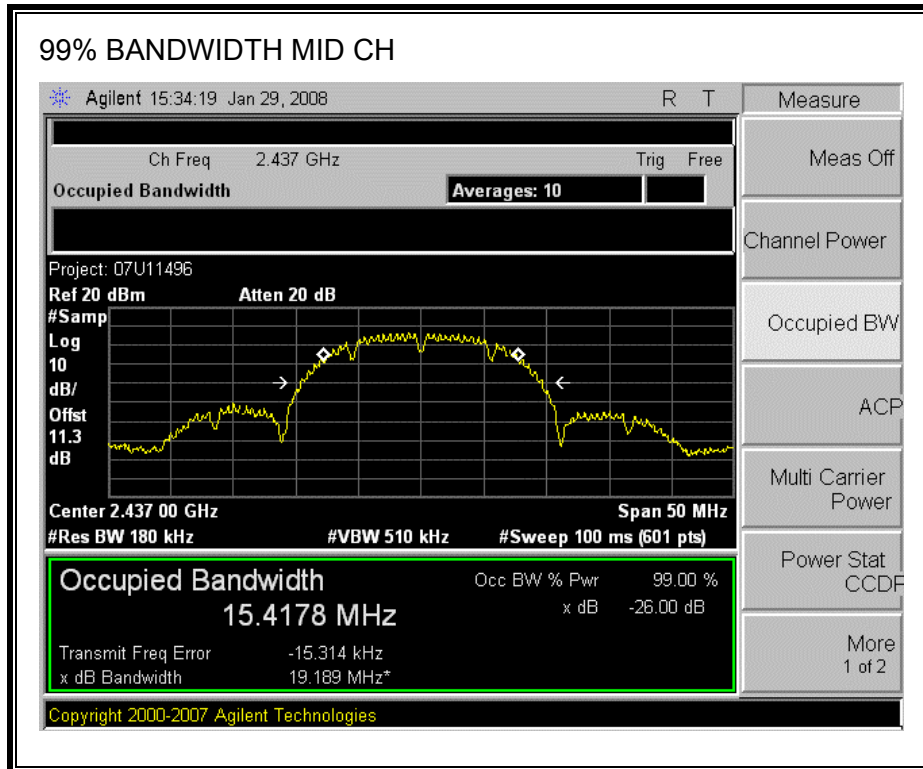 99% BANDWIDTH MID CH
Agilent 15:34:19 Jan 29, 2008 R T
Measure
Ch Freq 2.437 GHz Trig Free
Occupied Bandwidth Averages: 10
Project: 07U11496
Ref 20 dBm Atten 20 dB
#Samp
Log
10
dB/
Offst
11.3
dB
Center 2.437 00 GHz Span 50 MHz
#Res BW 180 kHz #VBW 510 kHz #Sweep 100 ms (601 pts)
Occupied Bandwidth Occ BW % Pwr 99.00 %
15.4178 MHz x dB -26.00 dB
Transmit Freq Error -15.314 kHz
x dB Bandwidth 19.189 MHz*
Copyright 2000-2007 Agilent Technologies
Meas Off
Channel Power
Occupied BW
ACP
Multi Carrier
Power
Power Stat
CCDF
More
1 of 2